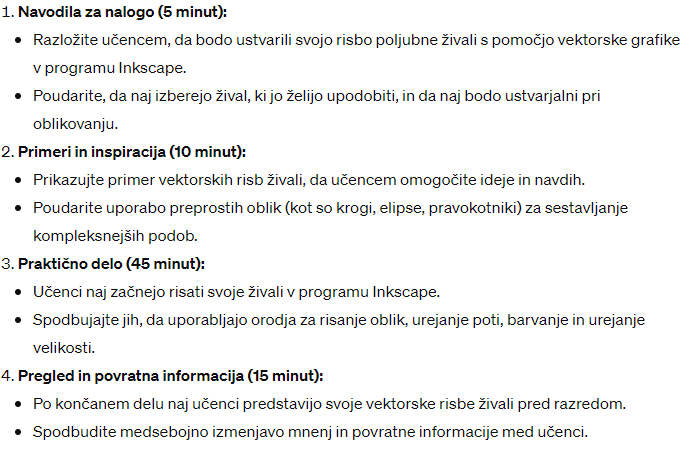 1. Navodila za nalogo (5 minut):
• Razložite učencem, da bodo ustvarili svojo risbo poljubne živali s pomočjo vektorske grafike
v programu Inkscape.
• Poudarite, da naj izberejo žival, ki jo želijo upodobiti, in da naj bodo ustvarjalni pri
oblikovanju.
2. Primeri in inspiracija (10 minut):
• Prikazujte primer vektorskih risb živali, da učencem omogočite ideje in navdih.
• Poudarite uporabo preprostih oblik (kot so krogi, elipse, pravokotniki) za sestavljanje
kompleksnejših podob.
3. Praktično delo (45 minut):
• Učenci naj začnejo risati svoje živali v programu Inkscape.
• Spodbujajte jih, da uporabljajo orodja za risanje oblik, urejanje poti, barvanje in urejanje
velikosti.
4. Pregled in povratna informacija (15 minut):
• Po končanem delu naj učenci predstavijo svoje vektorske risbe živali pred razredom.
• Spodbudite medsebojno izmenjavo mnenj in povratne informacije med učenci.